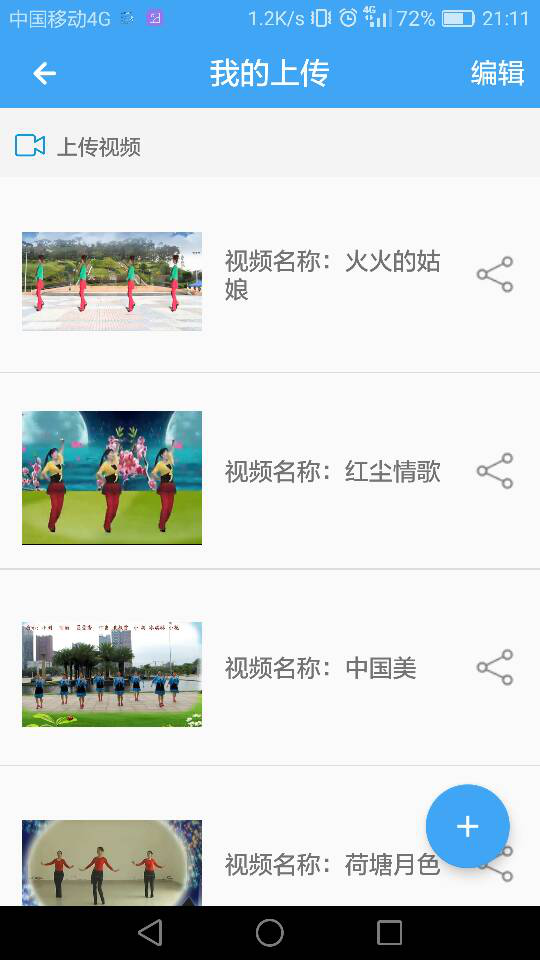 中国移动4G 1.2K/s 4G 72% 21:11
我的上传 编辑
上传视频
视频名称：火火的姑
娘
视频名称：红尘情歌
视频名称：中国美
视频名称：荷塘月色